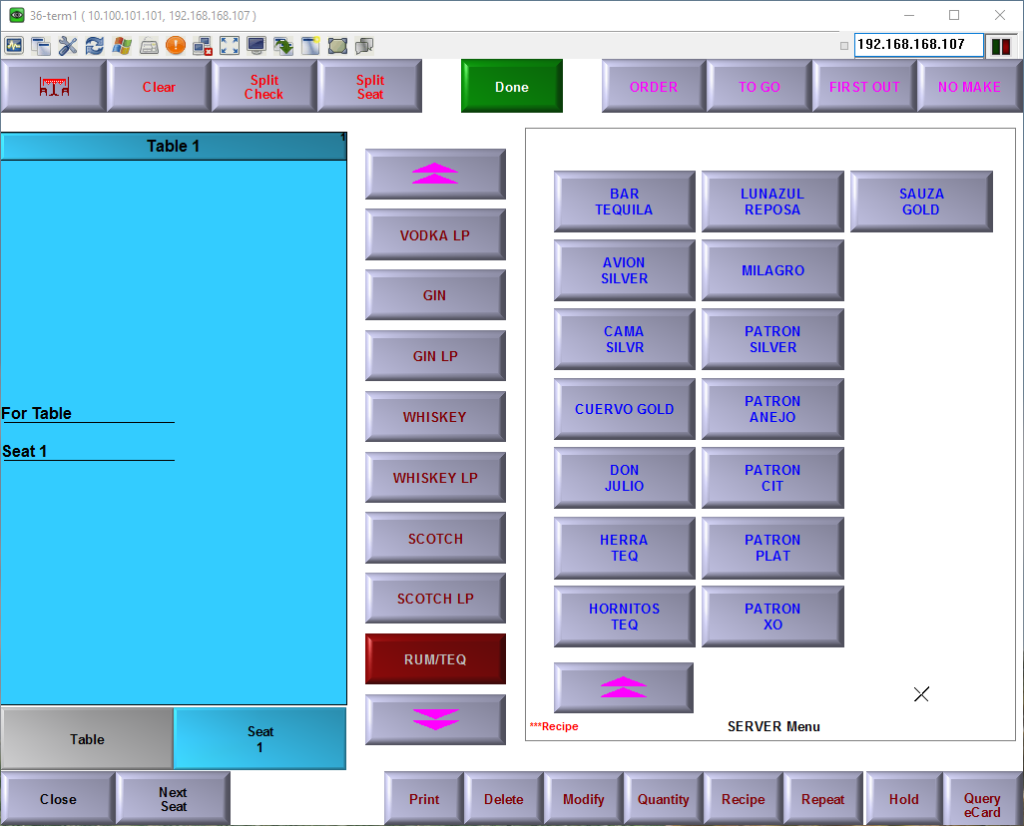 36-term1 ( 10.100.101.101, 192.168.168.107 )
192.168.168.107
Clear
Split
Check
Split
Seat
Done
ORDER
TO GO
FIRST OUT
NO MAKE
Table 1
1
For Table
Seat 1
VODKA LP
GIN
GIN LP
WHISKEY
WHISKEY LP
SCOTCH
SCOTCH LP
RUM/TEQ
BAR
TEQUILA
LUNAZUL
REPOSA
SAUZA
GOLD
AVION
SILVER
MILAGRO
CAMA
SILVR
PATRON
SILVER
CUERVO GOLD
PATRON
ANEJO
DON
JULIO
PATRON
CIT
HERRA
TEQ
PATRON
PLAT
HORNITOS
TEQ
PATRON
XO
***Recipe
SERVER Menu
Table
Seat
1
Close
Next
Seat
Print
Delete
Modify
Quantity
Recipe
Repeat
Hold
Query
eCard